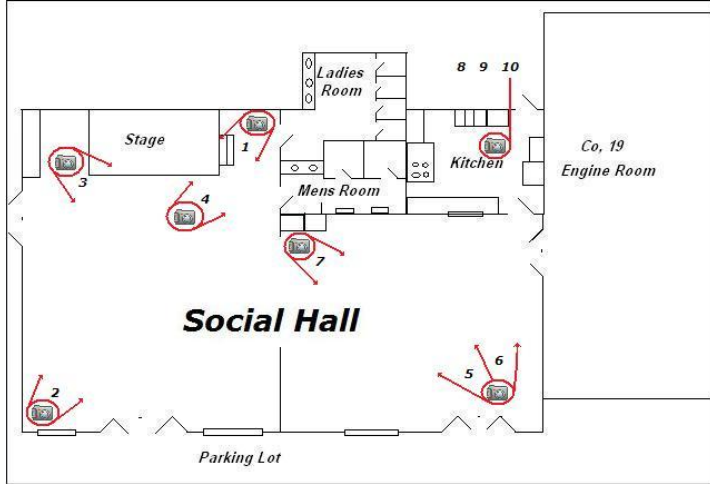 Ladies
Room
8 9 10
Stage
1
Co, 19
Engine Room
Kitchen
3
Mens Room
4
7
Social Hall
5
6
2
Parking Lot